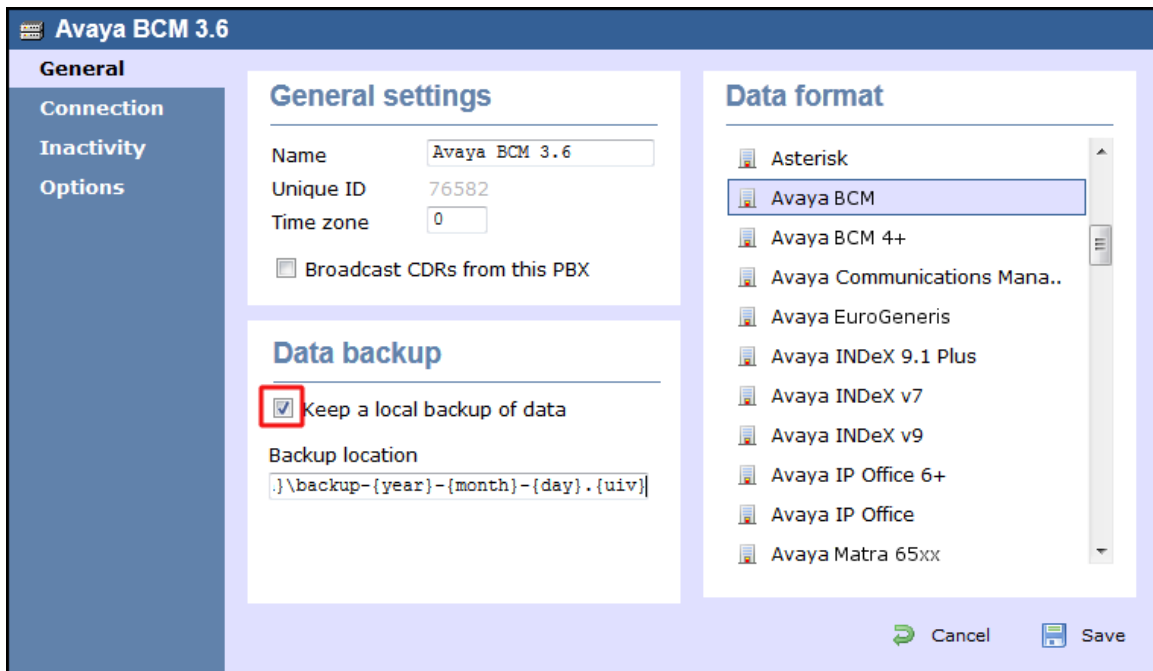 Avaya BCM 3.6
General
Connection
Inactivity
Options
General settings
Name Avaya BCM 3.6
Unique ID 76582
Time zone 0
Broadcast CDRs from this PBX
Data backup
Keep a local backup of data
Backup location
.}\backup-{year}-{month}-{day}.{uiv}
Data format
Asterisk
Avaya BCM
Avaya BCM 4+
Avaya Communications Mana..
Avaya EuroGeneris
Avaya INDeX 9.1 Plus
Avaya INDeX v7
Avaya INDeX v9
Avaya IP Office 6+
Avaya IP Office
Avaya Matra 65xx
Cancel Save